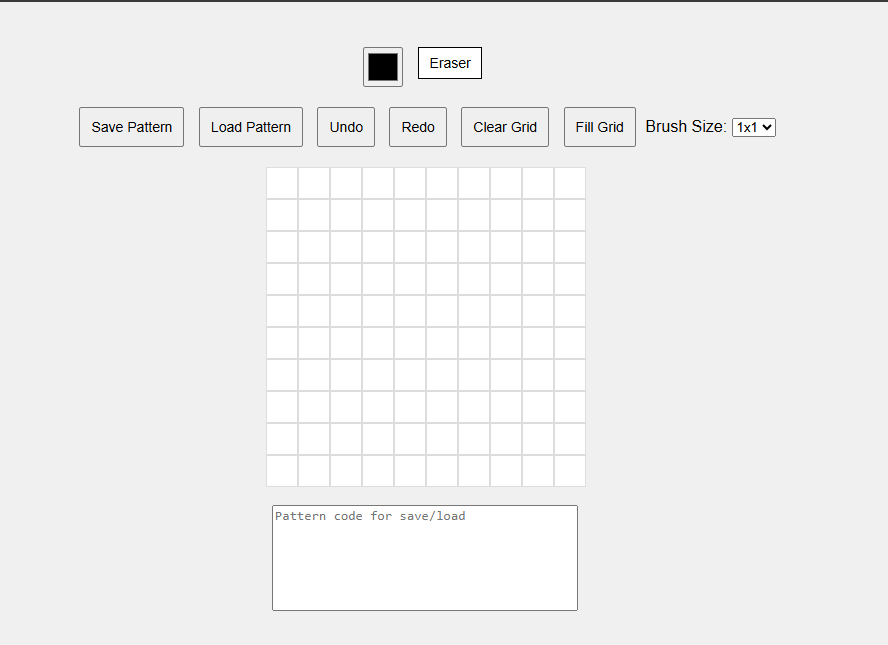 Eraser
Save Pattern Load Pattern Undo Redo Clear Grid Fill Grid Brush Size: 1x1
Pattern code for save/load